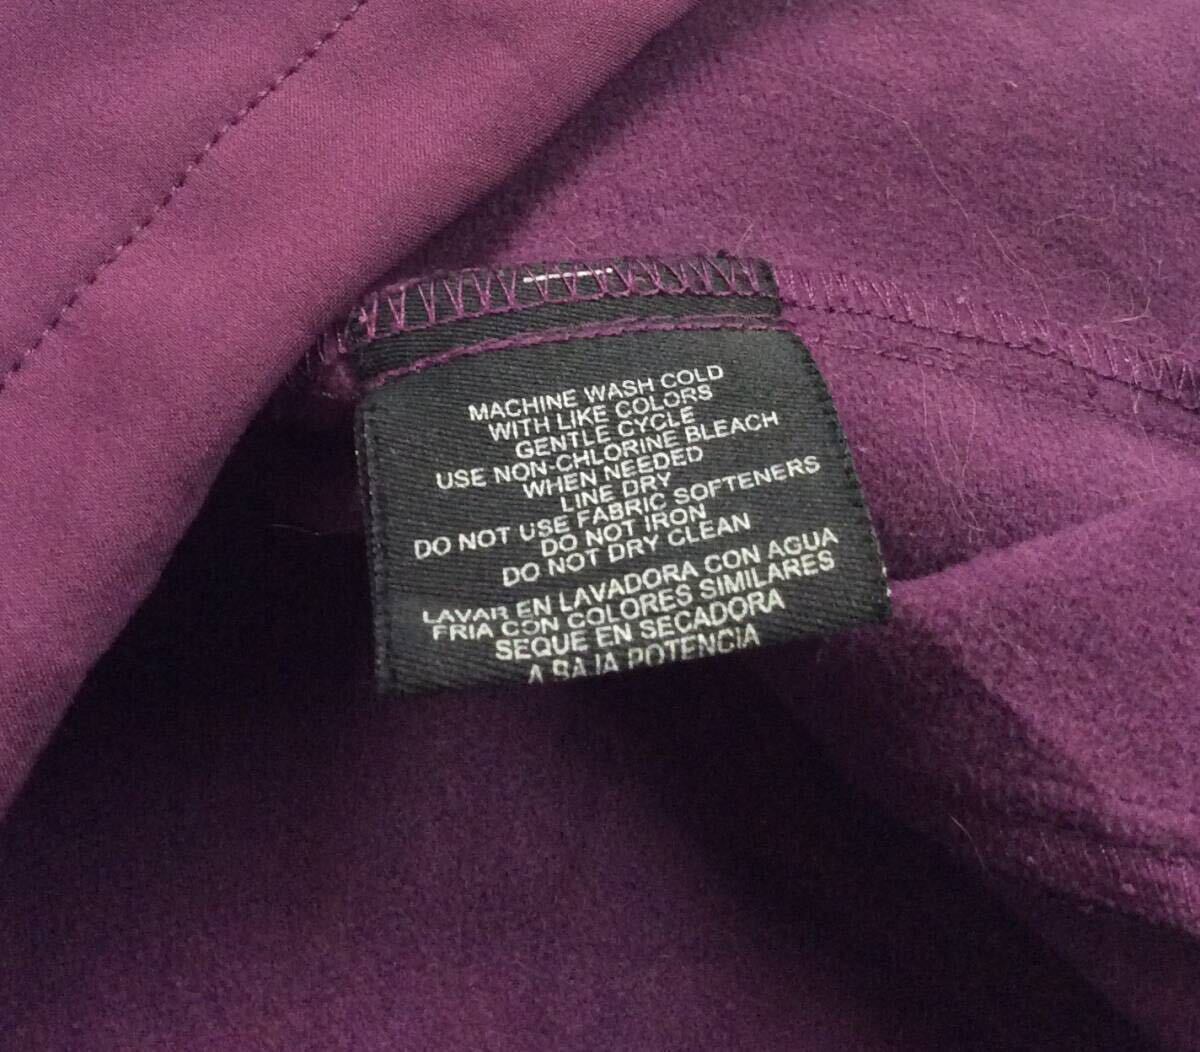 MACHINE WASH COLD
WITH LIKE COLORS
GENTLE CYCLE
USE NON-CHLORINE BLEACH
WHEN NEEDED
LINE DRY
DO NOT USE FABRIC SOFTENERS
DO NOT IRON
DO NOT DRY CLEAN
LAVAR EN LAVADORA CON AGUA
FRIA CON COLORES SIMILARES
SEQUE EN SECADORA
A BAJA POTENCIA